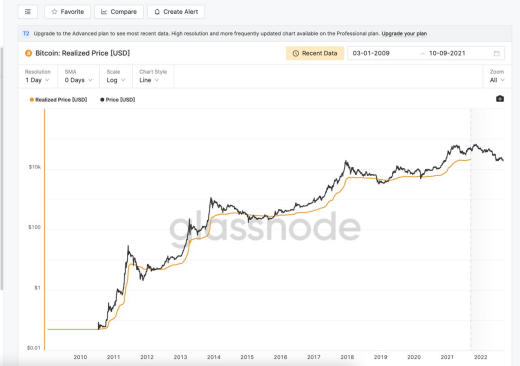 Favorite
Compare
Create Alert
T2 Upgrade to the Advanced plan to see most recent data. High resolution and more frequently updated chart available on the Professional plan. Upgrade your plan
Bitcoin: Realized Price [USD]
Recent Data
03-01-2009 → 10-09-2021
Resolution
1 Day
SMA
0 Days
Scale
Log
Chart Style
Line
Zoom
All
Realized Price [USD]
Price [USD]
$10k
$100
$1
$0.01
glassnode
2010
2011
2012
2013
2014
2015
2016
2017
2018
2019
2020
2021
2022